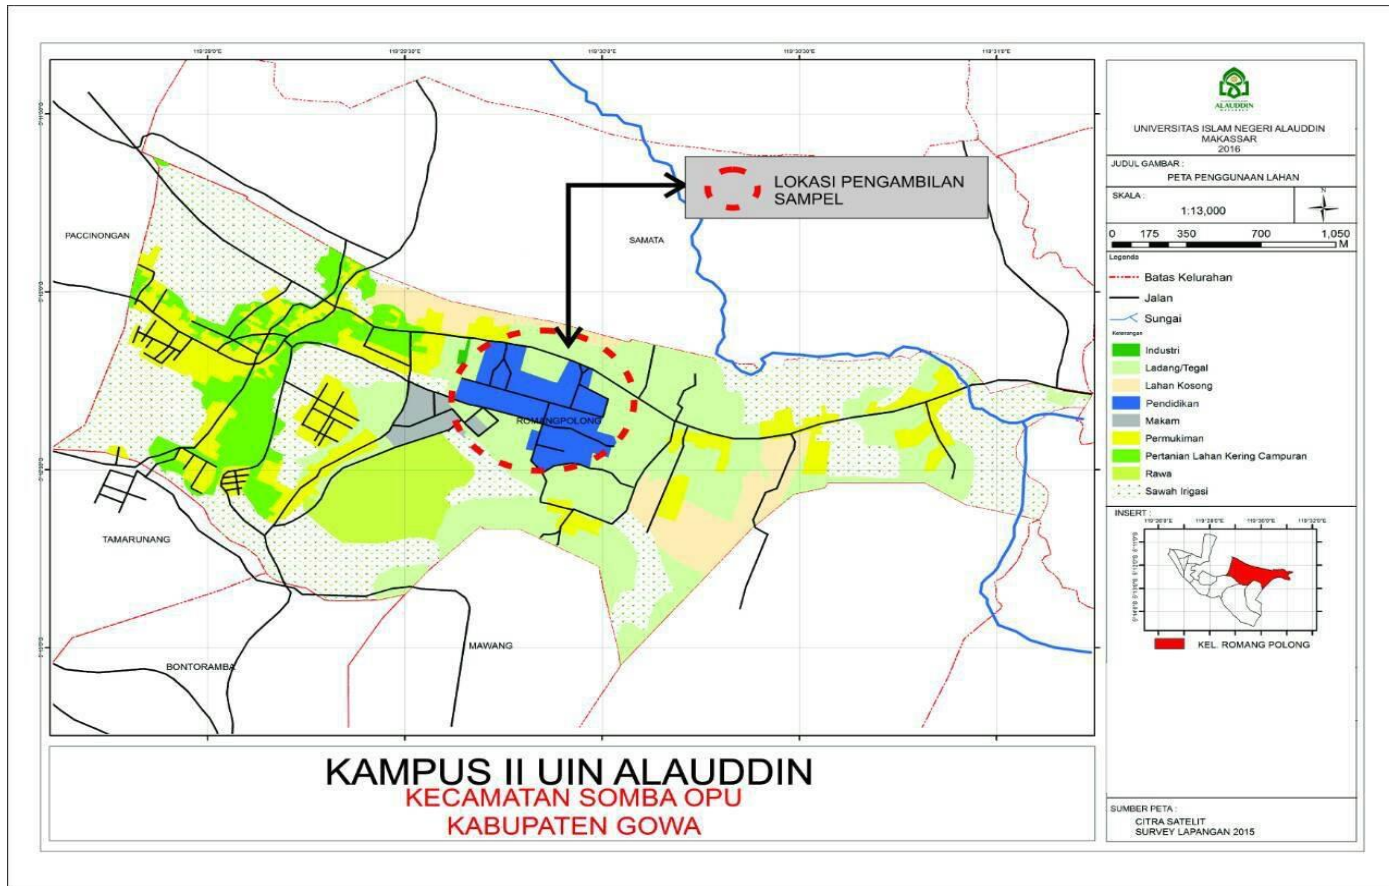 PACCINONGAN
SAMATA
LOKASI PENGAMBILAN
SAMPEL
ROMANGPOLONG
TAMARUNANG
BONTORAMBA
MAWANG
KAMPUS II UIN ALAUDDIN
KECAMATAN SOMBA OPU
KABUPATEN GOWA
ALAUDDIN
UNIVERSITAS ISLAM NEGERI ALAUDDIN
MAKASSAR
2016
JUDUL GAMBAR :
PETA PENGGUNAAN LAHAN
SKALA :
1:13,000
N
0 175 350 700 1,050
M
Legenda
Batas Kelurahan
Jalan
Sungai
Keterangan
Industri
Ladang/Tegal
Lahan Kosong
Pendidikan
Makam
Permukiman
Pertanian Lahan Kering Campuran
Rawa
Sawah Irigasi
INSERT :
KEL. ROMANG POLONG
SUMBER PETA :
CITRA SATELIT
SURVEY LAPANGAN 2015